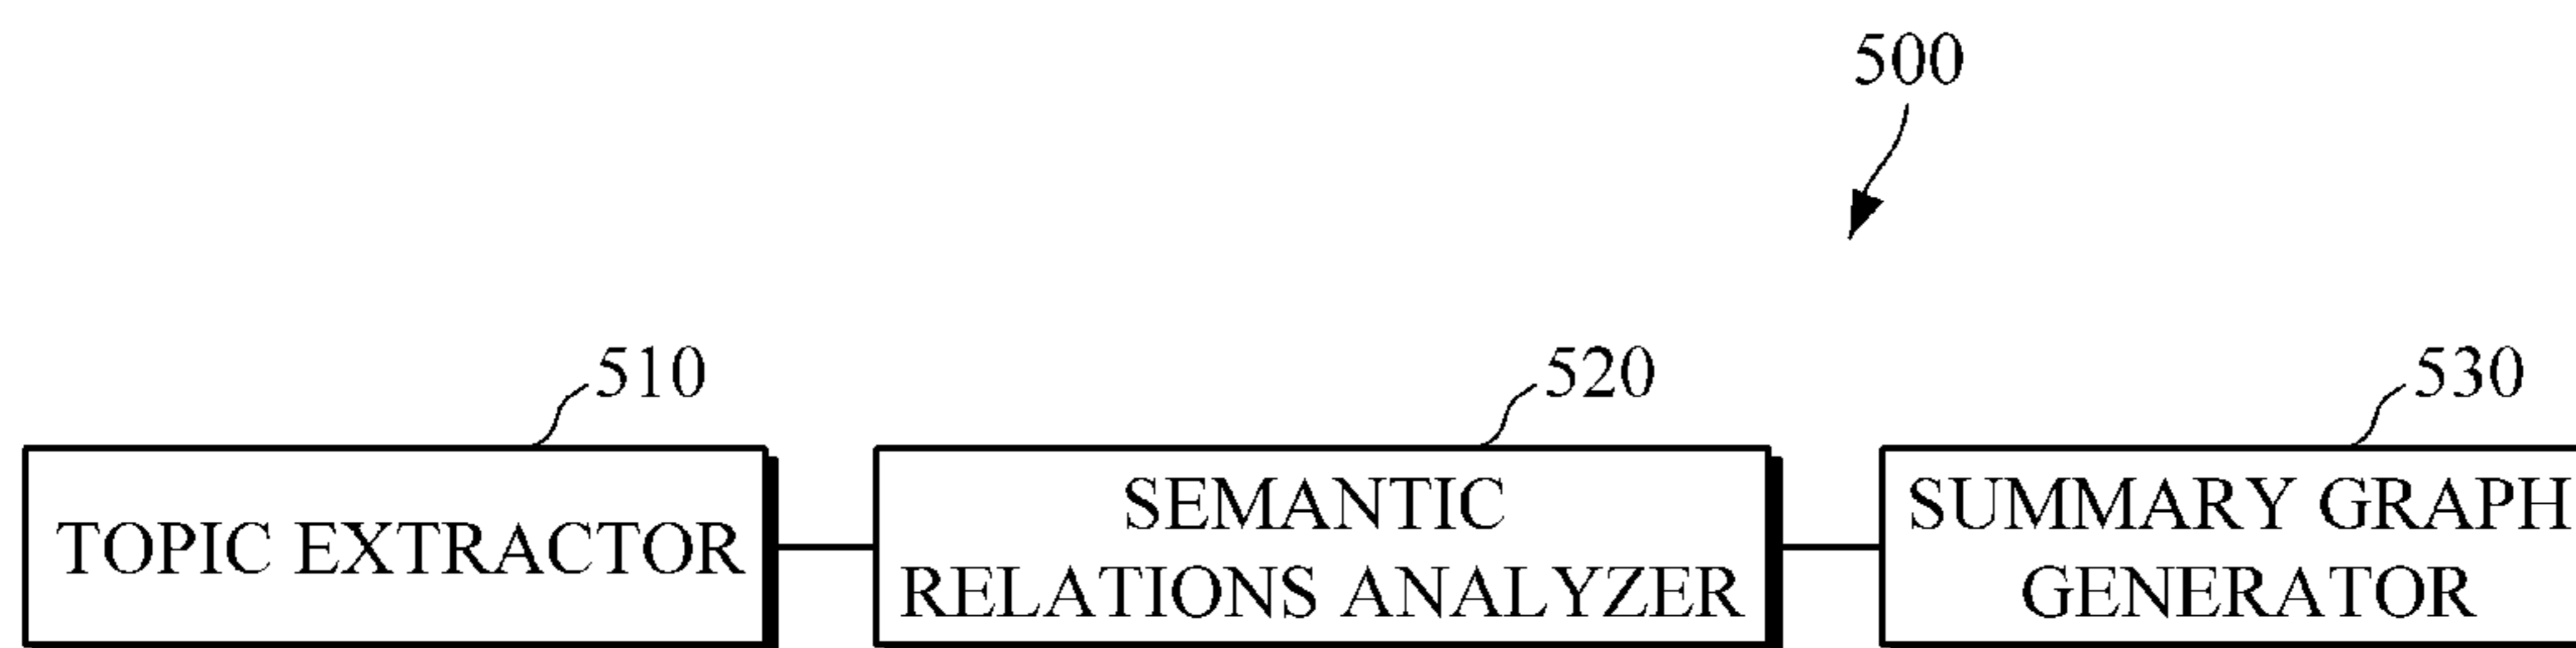 500
510
520
530
TOPIC EXTRACTOR
SEMANTIC
RELATIONS ANALYZER
SUMMARY GRAPH
GENERATOR